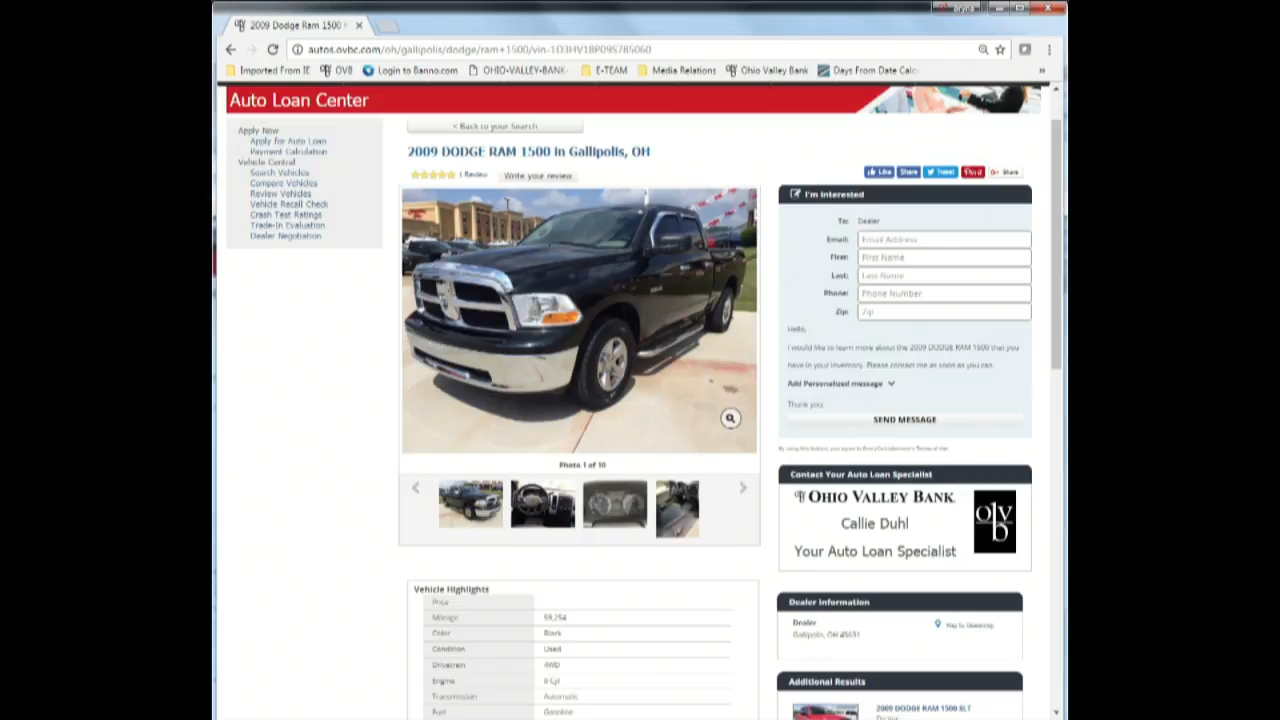 2009 Dodge Ram 1500
autos.ovbc.com/oh/gallipolis/dodge/ram+1500/vin-1D3HV18P09S785060
Imported From IE
OVB
Login to Banno.com
OHIO-VALLEY-BANK-
E-TEAM
Media Relations
Ohio Valley Bank
Days From Date Calc
Auto Loan Center
Apply Now
Apply for Auto Loan
Payment Calculation
Vehicle Central
Search Vehicles
Compare Vehicles
Review Vehicles
Vehicle Recall Check
Crash Test Ratings
Trade-In Evaluation
Dealer Negotiation
< Back to your Search
2009 DODGE RAM 1500 in Gallipolis, OH
1 Review
Write your review
Like
Share
Tweet
Pin it
G+ Share
Photo 1 of 10
Vehicle Highlights
Price
Mileage 59,254
Color Black
Condition Used
Drivetrain 4WD
Engine 8 Cyl
Transmission Automatic
Fuel Gasoline
I'm Interested
To: Dealer
Email: Email Address
First: First Name
Last: Last Name
Phone: Phone Number
Zip: Zip
Hello,
I would like to learn more about the 2009 DODGE RAM 1500 that you
have in your inventory. Please contact me as soon as you can.
Add Personalized message
Thank you
SEND MESSAGE
Contact Your Auto Loan Specialist
OHIO VALLEY BANK
Callie Duhl
Your Auto Loan Specialist
ovb
Dealer Information
Dealer
Gallipolis, OH 45631
Map to Dealership
Additional Results
2009 DODGE RAM 1500 SLT
Dealer